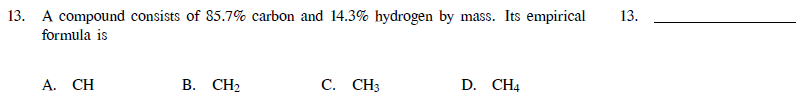 13. A compound consists of 85.7% carbon and 14.3% hydrogen by mass. Its empirical 13.
formula is
A. CH B. CH₂ C. CH₃ D. CH₄